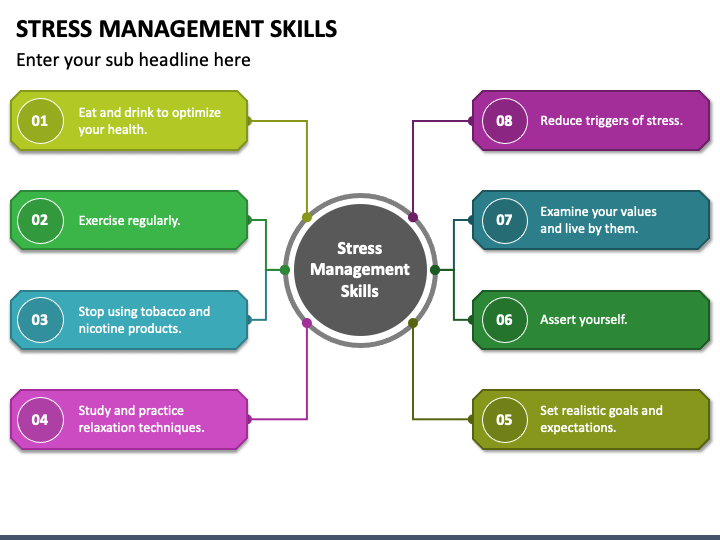 STRESS MANAGEMENT SKILLS
Enter your sub headline here
01
Eat and drink to optimize
your health.
02
Exercise regularly.
03
Stop using tobacco and
nicotine products.
04
Study and practice
relaxation techniques.
Stress
Management
Skills
08
Reduce triggers of stress.
07
Examine your values
and live by them.
06
Assert yourself.
05
Set realistic goals and
expectations.